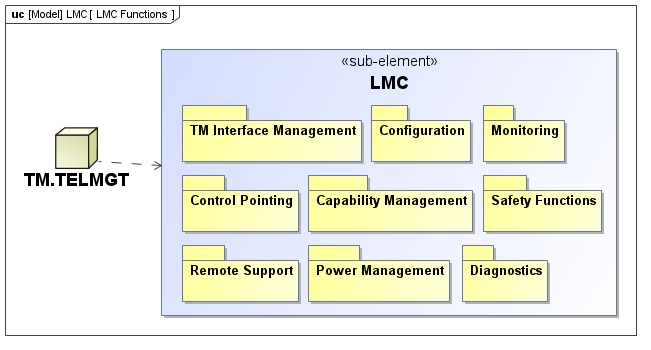 uc [Model] LMC [ LMC Functions ]
«sub-element»
LMC
TM Interface Management
Configuration
Monitoring
TM.TELMGT
Control Pointing
Capability Management
Safety Functions
Remote Support
Power Management
Diagnostics